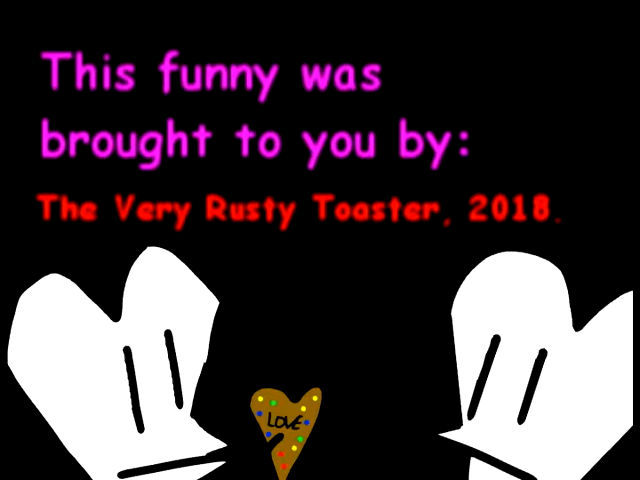 This funny was
brought to you by:
The Very Rusty Toaster, 2018.
LOVE